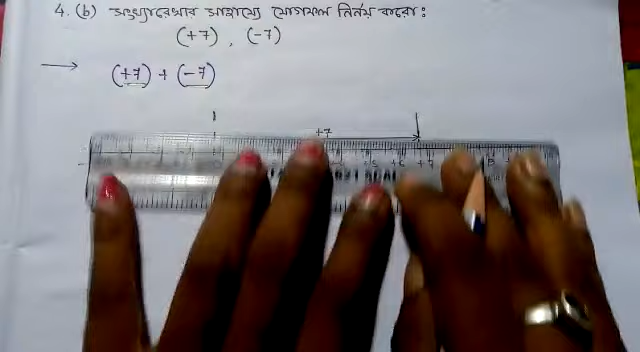 4. (b) সংখ্যারেখার সাহায্যে যোগফল নির্ণয় করো :
(+7) , (-7)
→ (+7) + (-7)
+7